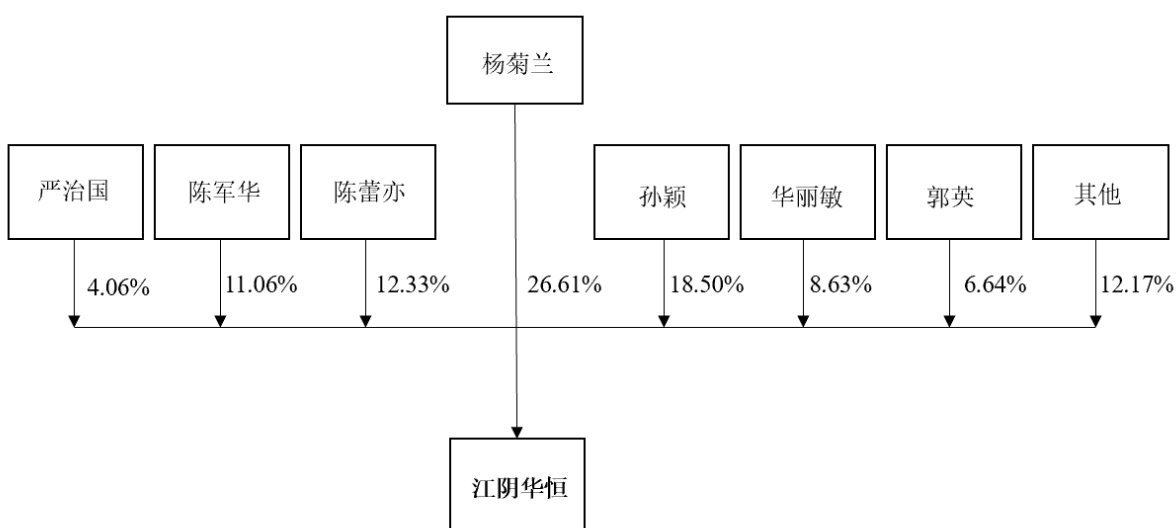 杨菊兰
严治国
陈军华
陈蕾亦
孙颖
华丽敏
郭英
其他
4.06%
11.06%
12.33%
26.61%
18.50%
8.63%
6.64%
12.17%
江阴华恒